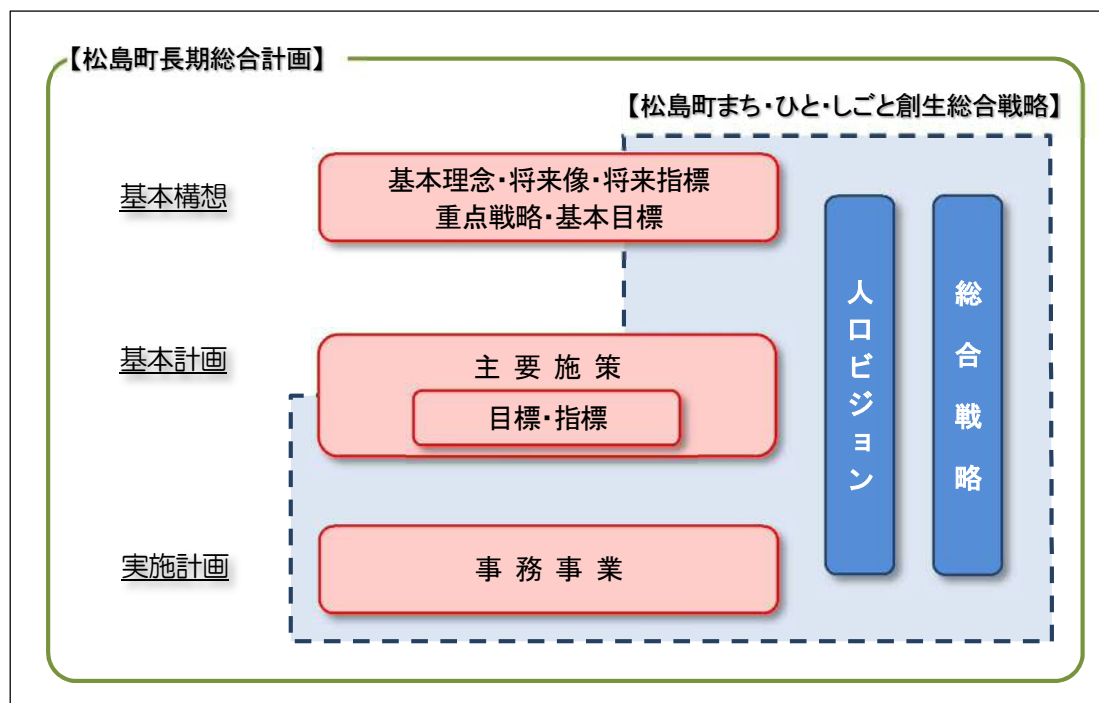 【松島町長期総合計画】
【松島町まち・ひと・しごと創生総合戦略】
基本構想
基本理念・将来像・将来指標
重点戦略・基本目標
基本計画
主要施策
目標・指標
実施計画
事務事業
人口ビジョン
総合戦略